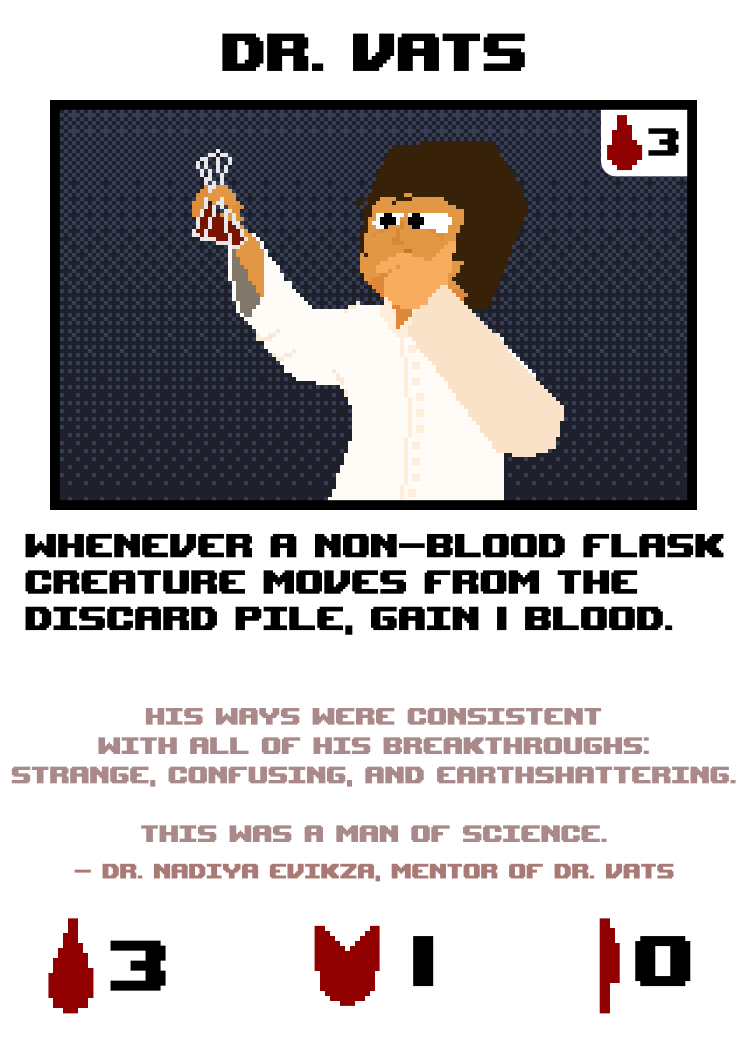 DR. VATS
3
WHENEVER A NON-BLOOD FLASK
CREATURE MOVES FROM THE
DISCARD PILE, GAIN 1 BLOOD.
HIS WAYS WERE CONSISTENT
WITH ALL OF HIS BREAKTHROUGHS:
STRANGE, CONFUSING, AND EARTHSHATTERING.
THIS WAS A MAN OF SCIENCE.
- DR. NADIYA EVIKZA, MENTOR OF DR. VATS
3 1 0